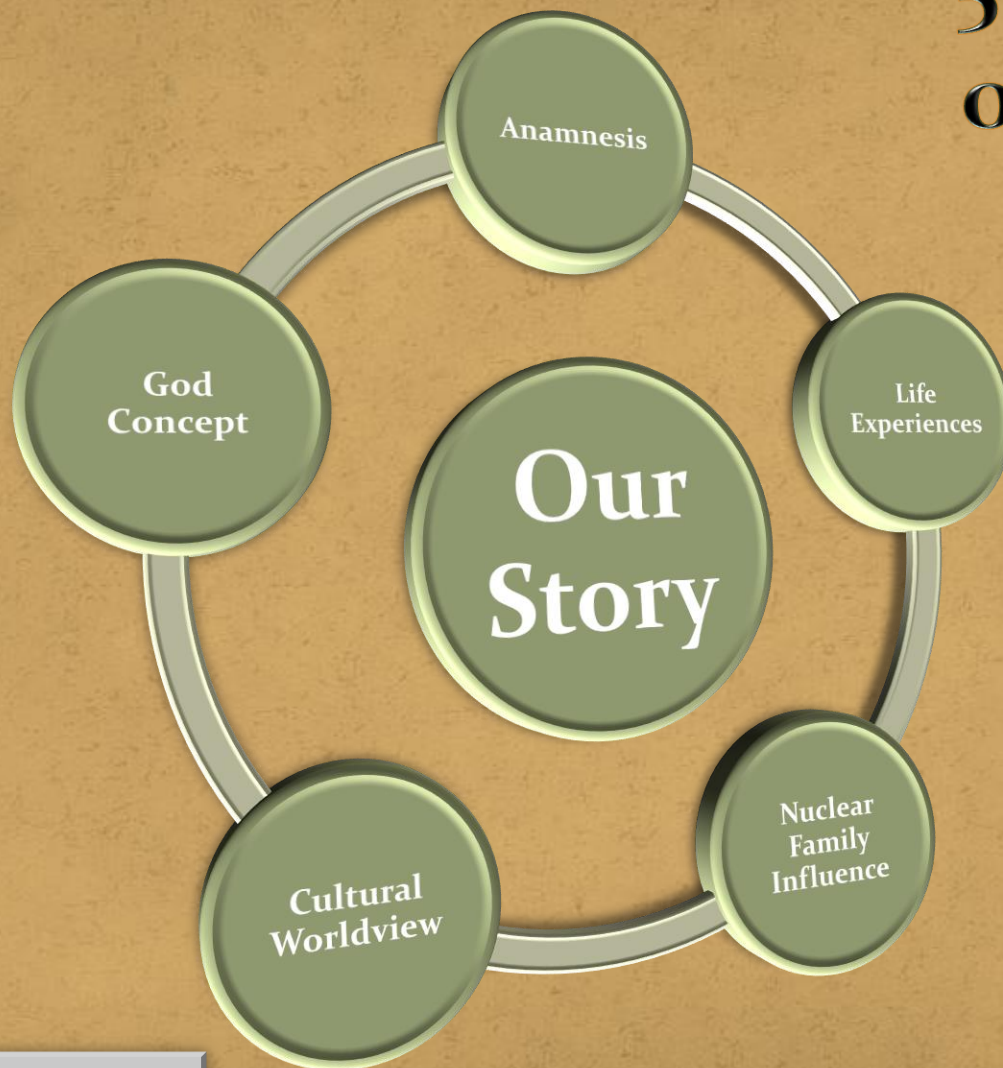 Anamnesis
God
Concept
Life
Experiences
Our
Story
Nuclear
Family
Influence
Cultural
Worldview